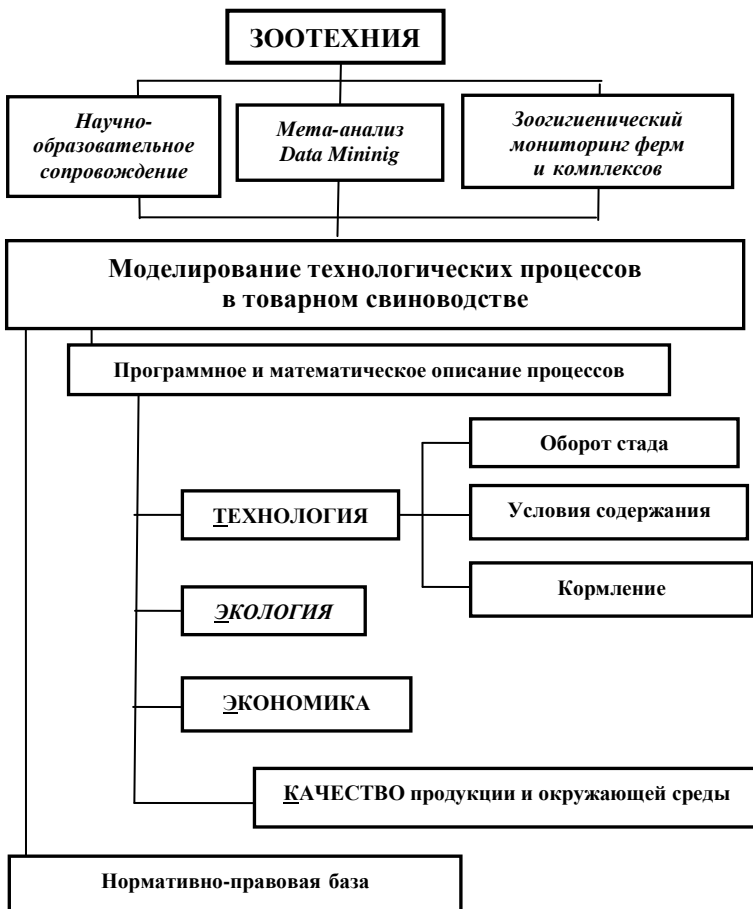 ЗООТЕХНИЯ
Научно-
образовательное
сопровождение
Мета-анализ
Data Mininig
Зоогигиенический
мониторинг ферм
и комплексов
Моделирование технологических процессов
в товарном свиноводстве
Программное и математическое описание процессов
Оборот стада
ТЕХНОЛОГИЯ
Условия содержания
Кормление
ЭКОЛОГИЯ
ЭКОНОМИКА
КАЧЕСТВО продукции и окружающей среды
Нормативно-правовая база